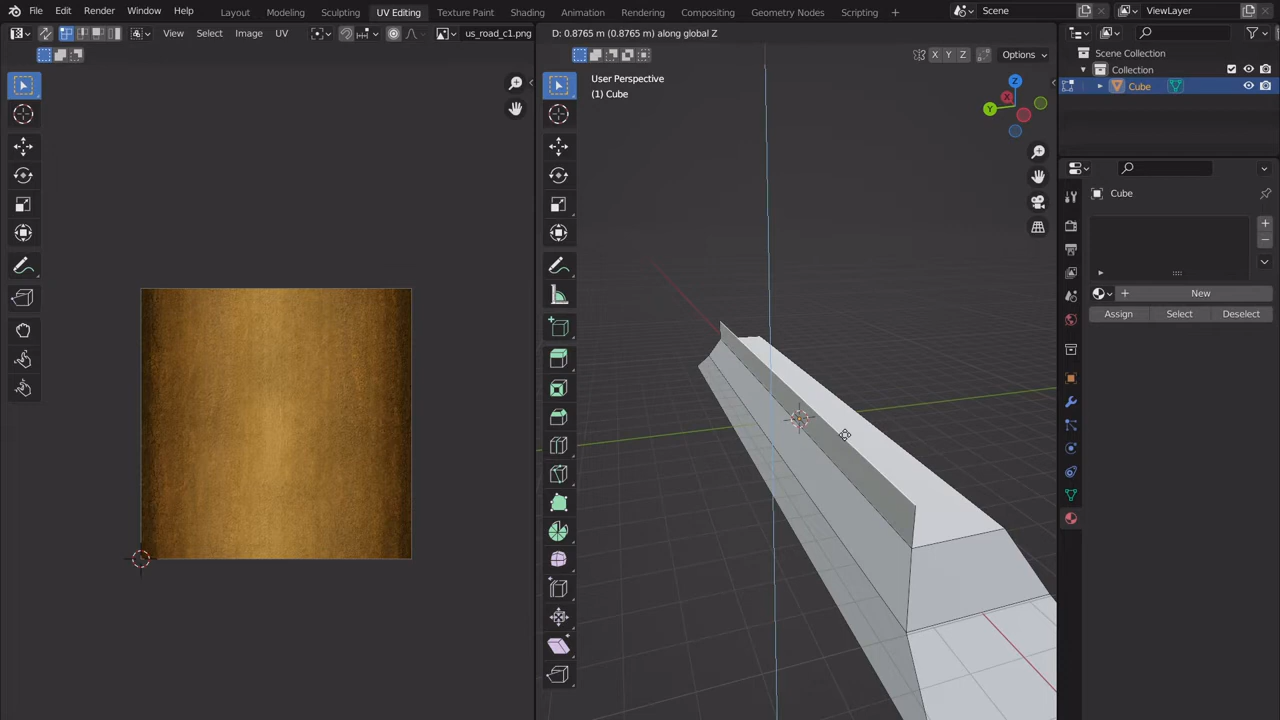 File Edit Render Window Help Layout Modeling Sculpting UV Editing Texture Paint Shading Animation Rendering Compositing Geometry Nodes Scripting + Scene ViewLayer
View Select Image UV us_road_c1.png D: 0.8765 m (0.8765 m) along global Z
X Y Z Options
Scene Collection
Collection
Cube
User Perspective
(1) Cube
Z
Y
X
Cube
New
Assign Select Deselect